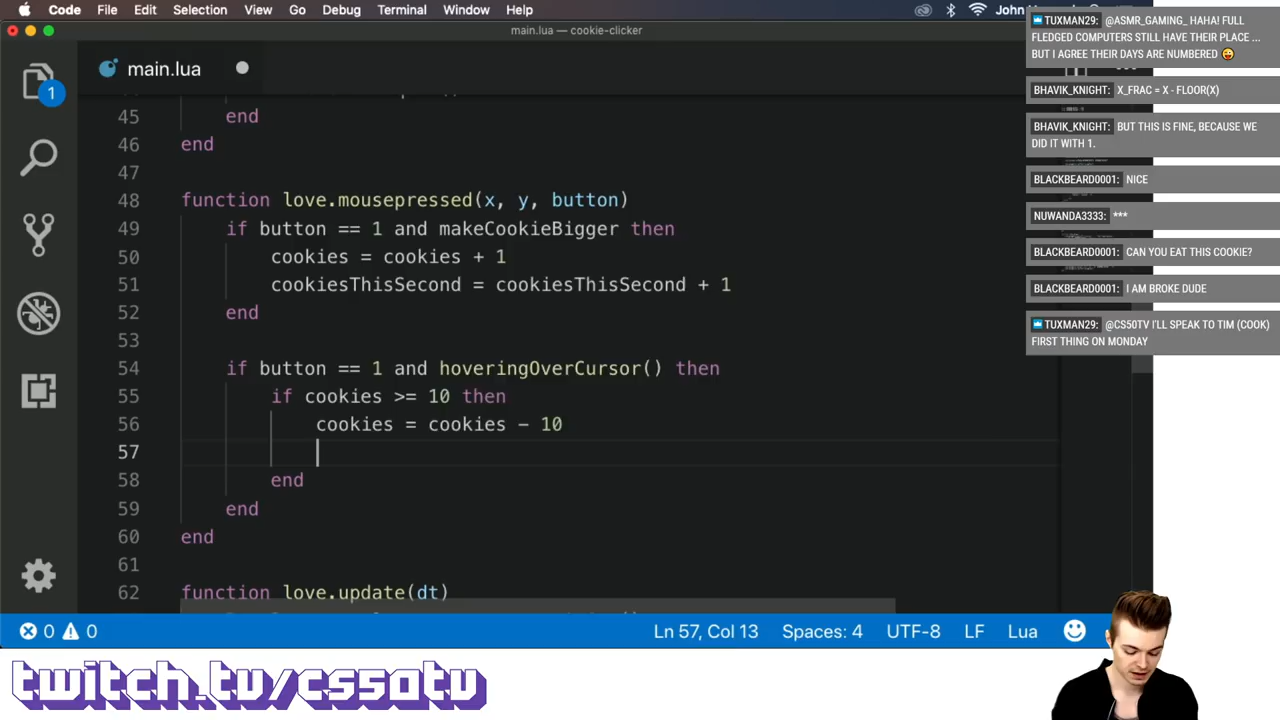 Code File Edit Selection View Go Debug Terminal Window Help
main.lua — cookie-clicker
main.lua
1
45 end
46 end
47
48 function love.mousepressed(x, y, button)
49 if button == 1 and makeCookieBigger then
50 cookies = cookies + 1
51 cookiesThisSecond = cookiesThisSecond + 1
52 end
53
54 if button == 1 and hoveringOverCursor() then
55 if cookies >= 10 then
56 cookies = cookies - 10
57
58 end
59 end
60 end
61
62 function love.update(dt)
0 0
Ln 57, Col 13 Spaces: 4 UTF-8 LF Lua
twitch.tv/cs50tv
TUXMAN29: @ASMR_GAMING_ HAHA! FULL
FLEDGED COMPUTERS STILL HAVE THEIR PLACE ...
BUT I AGREE THEIR DAYS ARE NUMBERED 😜
BHAVIK_KNIGHT: X_FRAC = X - FLOOR(X)
BHAVIK_KNIGHT: BUT THIS IS FINE, BECAUSE WE
DID IT WITH 1.
BLACKBEARD0001: NICE
NUWANDA3333: ***
BLACKBEARD0001: CAN YOU EAT THIS COOKIE?
BLACKBEARD0001: I AM BROKE DUDE
TUXMAN29: @CS50TV I'LL SPEAK TO TIM (COOK)
FIRST THING ON MONDAY